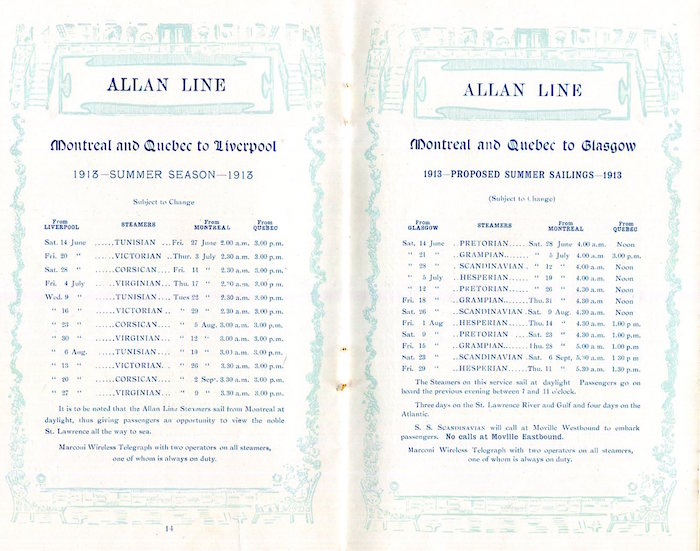 ALLAN LINE
Montreal and Quebec to Liverpool
1913—SUMMER SEASON—1913
Subject to Change
From LIVERPOOL STEAMERS From MONTREAL From QUEBEC
Sat. 14 June ......TUNISIAN ... Fri. 27 June 2.00 a.m. 3.00 p.m.
Fri. 20 " ......VICTORIAN ..Thur. 3 July 2.30 a.m. 3.00 p.m.
Sat. 28 " ......CORSICAN.... Fri. 11 " 2.30 a.m. 3.00 p.m.
Fri. 4 July ......VIRGINIAN... Thu. 17 " a.m. 3.00 p.m.
Wed. 9 " ......TUNISIAN.... Tues 22 " 2.30 a.m. 3.00 p.m.
" 16 " ......VICTORIAN... " 29 " 2.30 a.m. 3.00 p.m.
" 23 " ......CORSICAN.... " 5 Aug. 3.00 a.m. 3.00 p.m.
" 30 " ......VIRGINIAN... " 12 " 3.00 a.m. 3.00 p.m.
" 6 Aug. ......TUNISIAN.... " 19 " 3.00 a.m. 3.00 p.m.
" 13 " ......VICTORIAN... " 26 " 3.30 a.m. 3.00 p.m.
" 20 " ......CORSICAN.... " 2 Sep. 3.30 a.m. 3.00 p.m.
" 27 " ......VIRGINIAN... " 9 " 3.30 a.m. 3.00 p.m.
It is to be noted that the Allan Line Steamers sail from Montreal at
daylight, thus giving passengers an opportunity to view the noble
St. Lawrence all the way to sea.
Marconi Wireless Telegraph with two operators on all steamers,
one of whom is always on duty.
14
ALLAN LINE
Montreal and Quebec to Glasgow
1913—PROPOSED SUMMER SAILINGS—1913
(Subject to Change)
From GLASGOW STEAMERS From MONTREAL From QUEBEC
Sat. 14 June ..PRETORIAN..... Sat. 28 June 4.00 a.m. Noon
" 21 " ..GRAMPIAN....... " 5 July 4.00 a.m. 3.00 p.m.
" 28 " ..SCANDINAVIAN . " 12 " 4.00 a.m. Noon
" 5 July ..HESPERIAN...... " 19 " 4.30 a.m. Noon
" 12 " ..PRETORIAN...... " 26 " 4.30 a.m. Noon
Fri. 18 " ..GRAMPIAN.......Thu. 31 " 4.30 a.m. Noon
Sat. 26 " ..SCANDINAVIAN .Sat. 9 Aug. 4.30 a.m. Noon
Fri. 1 Aug ..HESPERIAN......Thu. 14 " 4.30 a.m. 1.00 p.m.
Sat. 9 " ..PRETORIAN ..... Sat. 23 " 4.30 a.m. 1.00 p.m.
Fri. 15 " ..GRAMPIAN.......Thu. 28 " 5.00 a.m. 1.00 p.m
Sat. 23 " ..SCANDINAVIAN .Sat. 6 Sept, a.m. 1 30 p.m
Fri. 29 " ..HESPERIAN......Thu. 11 " 5.30 a.m. 1.30 p.m.
The Steamers on this service sail at daylight Passengers go on
board the previous evening between 7 and 11 o'clock.
Three days on the St. Lawrence River and Gulf and four days on the
Atlantic.
S. S. SCANDINAVIAN will call at Moville Westbound to embark
passengers. No calls at Moville Eastbound.
Marconi Wireless Telegraph with two operators on all steamers,
one of whom is always on duty.